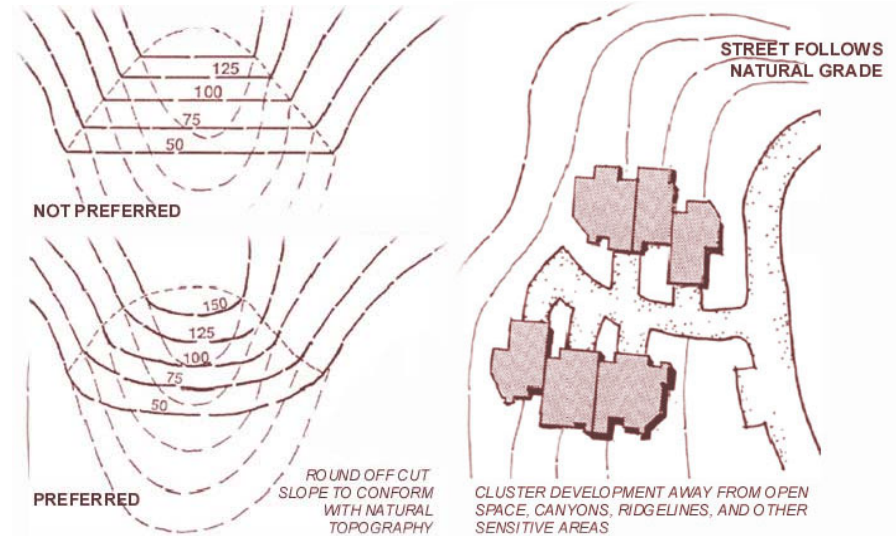 125
100
75
50
NOT PREFERRED
150
125
100
75
50
PREFERRED
ROUND OFF CUT
SLOPE TO CONFORM
WITH NATURAL
TOPOGRAPHY
STREET FOLLOWS
NATURAL GRADE
CLUSTER DEVELOPMENT AWAY FROM OPEN
SPACE, CANYONS, RIDGELINES, AND OTHER
SENSITIVE AREAS